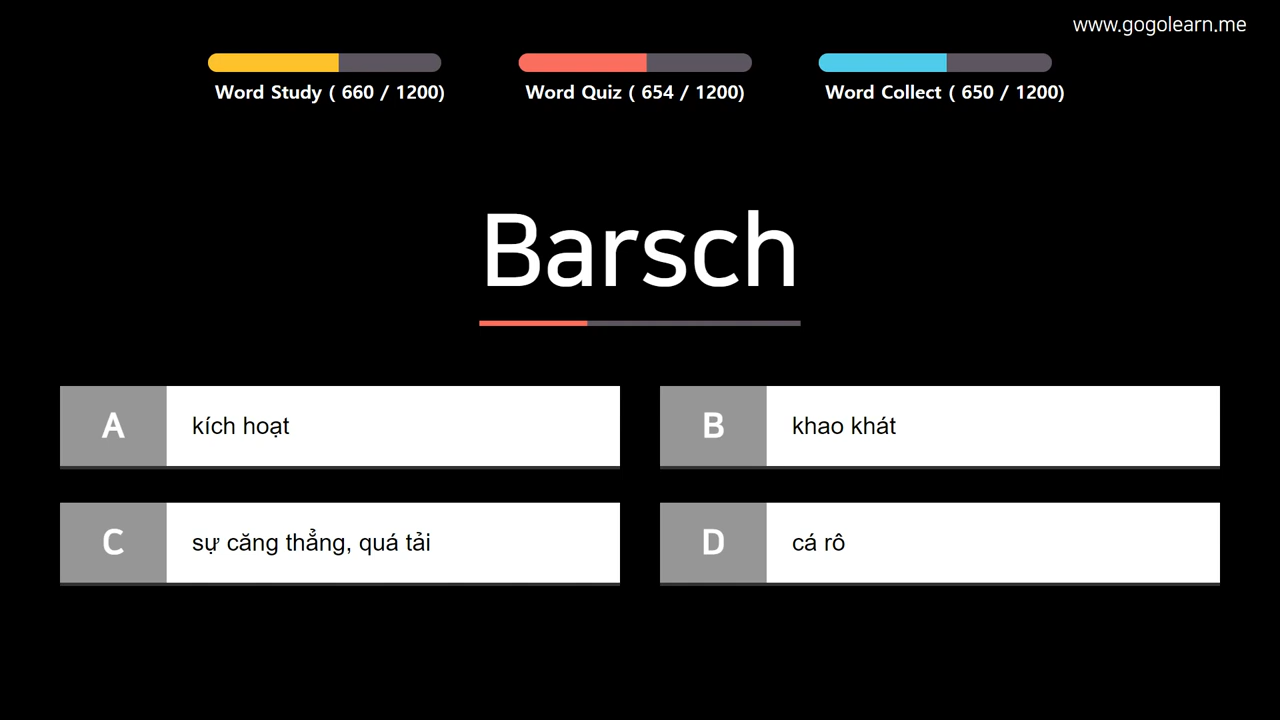 www.gogolearn.me
Word Study ( 660 / 1200)
Word Quiz ( 654 / 1200)
Word Collect ( 650 / 1200)
Barsch
A
kích hoạt
B
khao khát
C
sự căng thẳng, quá tải
D
cá rô